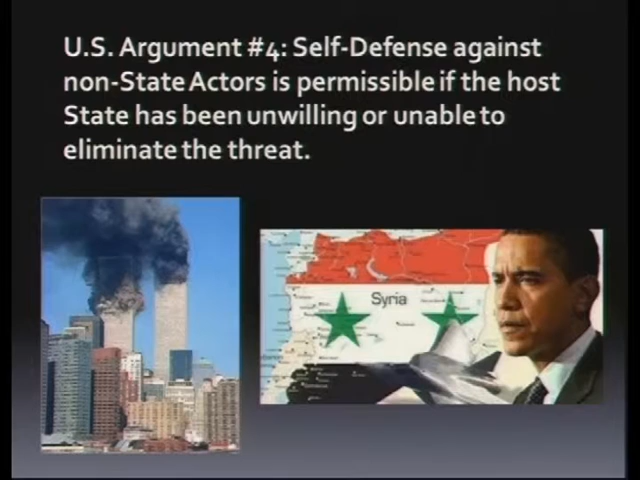 U.S. Argument #4: Self-Defense against
non-State Actors is permissible if the host
State has been unwilling or unable to
eliminate the threat.
Syria